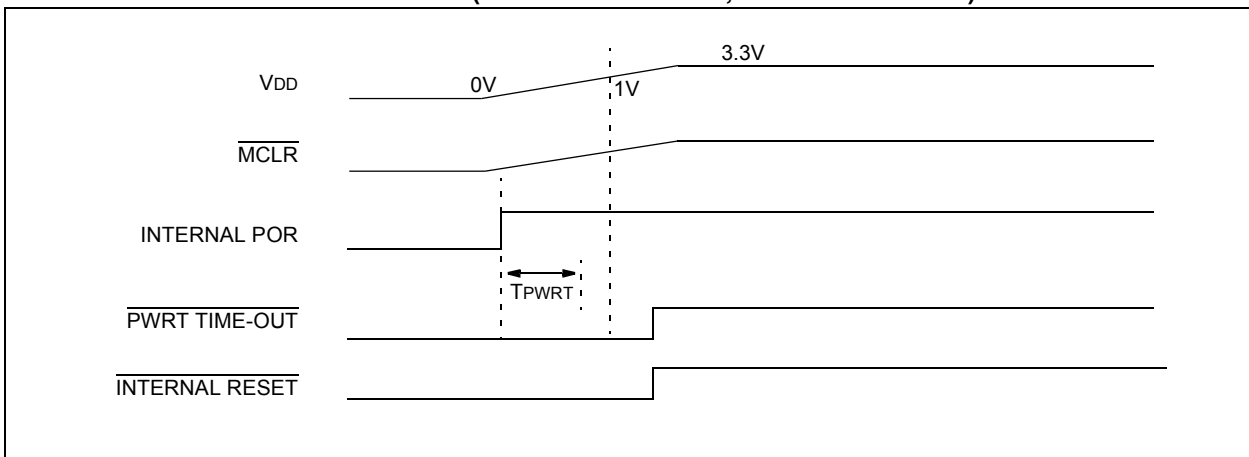 3.3V
VDD
0V
1V
MCLR
INTERNAL POR
TPWRT
PWRT TIME-OUT
INTERNAL RESET